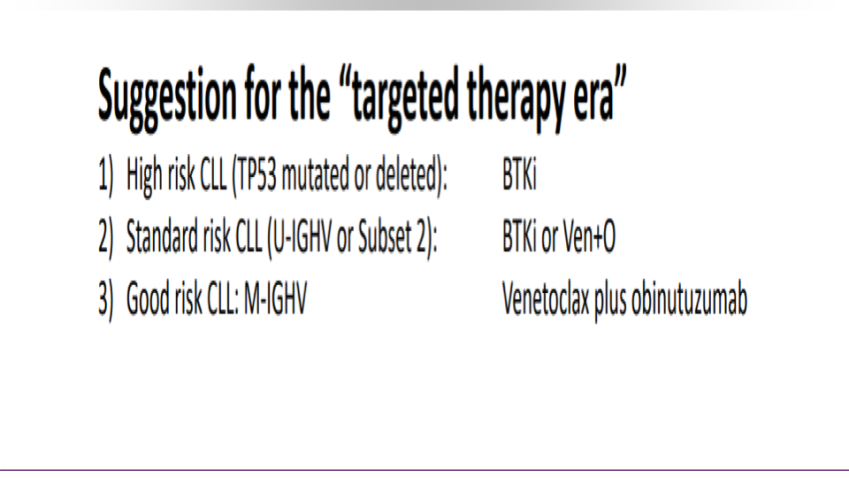 Suggestion for the “targeted therapy era”
1) High risk CLL (TP53 mutated or deleted): BTKi
2) Standard risk CLL (U-IGHV or Subset 2): BTKi or Ven+O
3) Good risk CLL: M-IGHV Venetoclax plus obinutuzumab